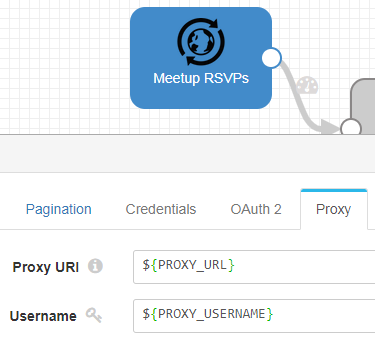 Meetup RSVPs
Pagination Credentials OAuth 2 Proxy
Proxy URI ${PROXY_URL}
Username ${PROXY_USERNAME}